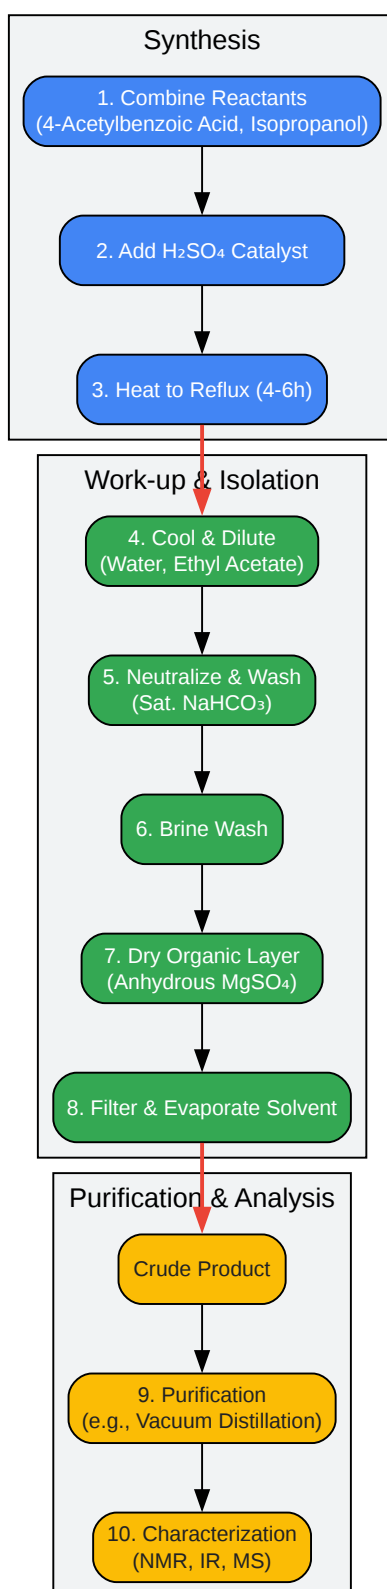 Synthesis
1. Combine Reactants
(4-Acetylbenzoic Acid, Isopropanol)
2. Add H₂SO₄ Catalyst
3. Heat to Reflux (4-6h)
Work-up & Isolation
4. Cool & Dilute
(Water, Ethyl Acetate)
5. Neutralize & Wash
(Sat. NaHCO₃)
6. Brine Wash
7. Dry Organic Layer
(Anhydrous MgSO₄)
8. Filter & Evaporate Solvent
Purification & Analysis
Crude Product
9. Purification
(e.g., Vacuum Distillation)
10. Characterization
(NMR, IR, MS)